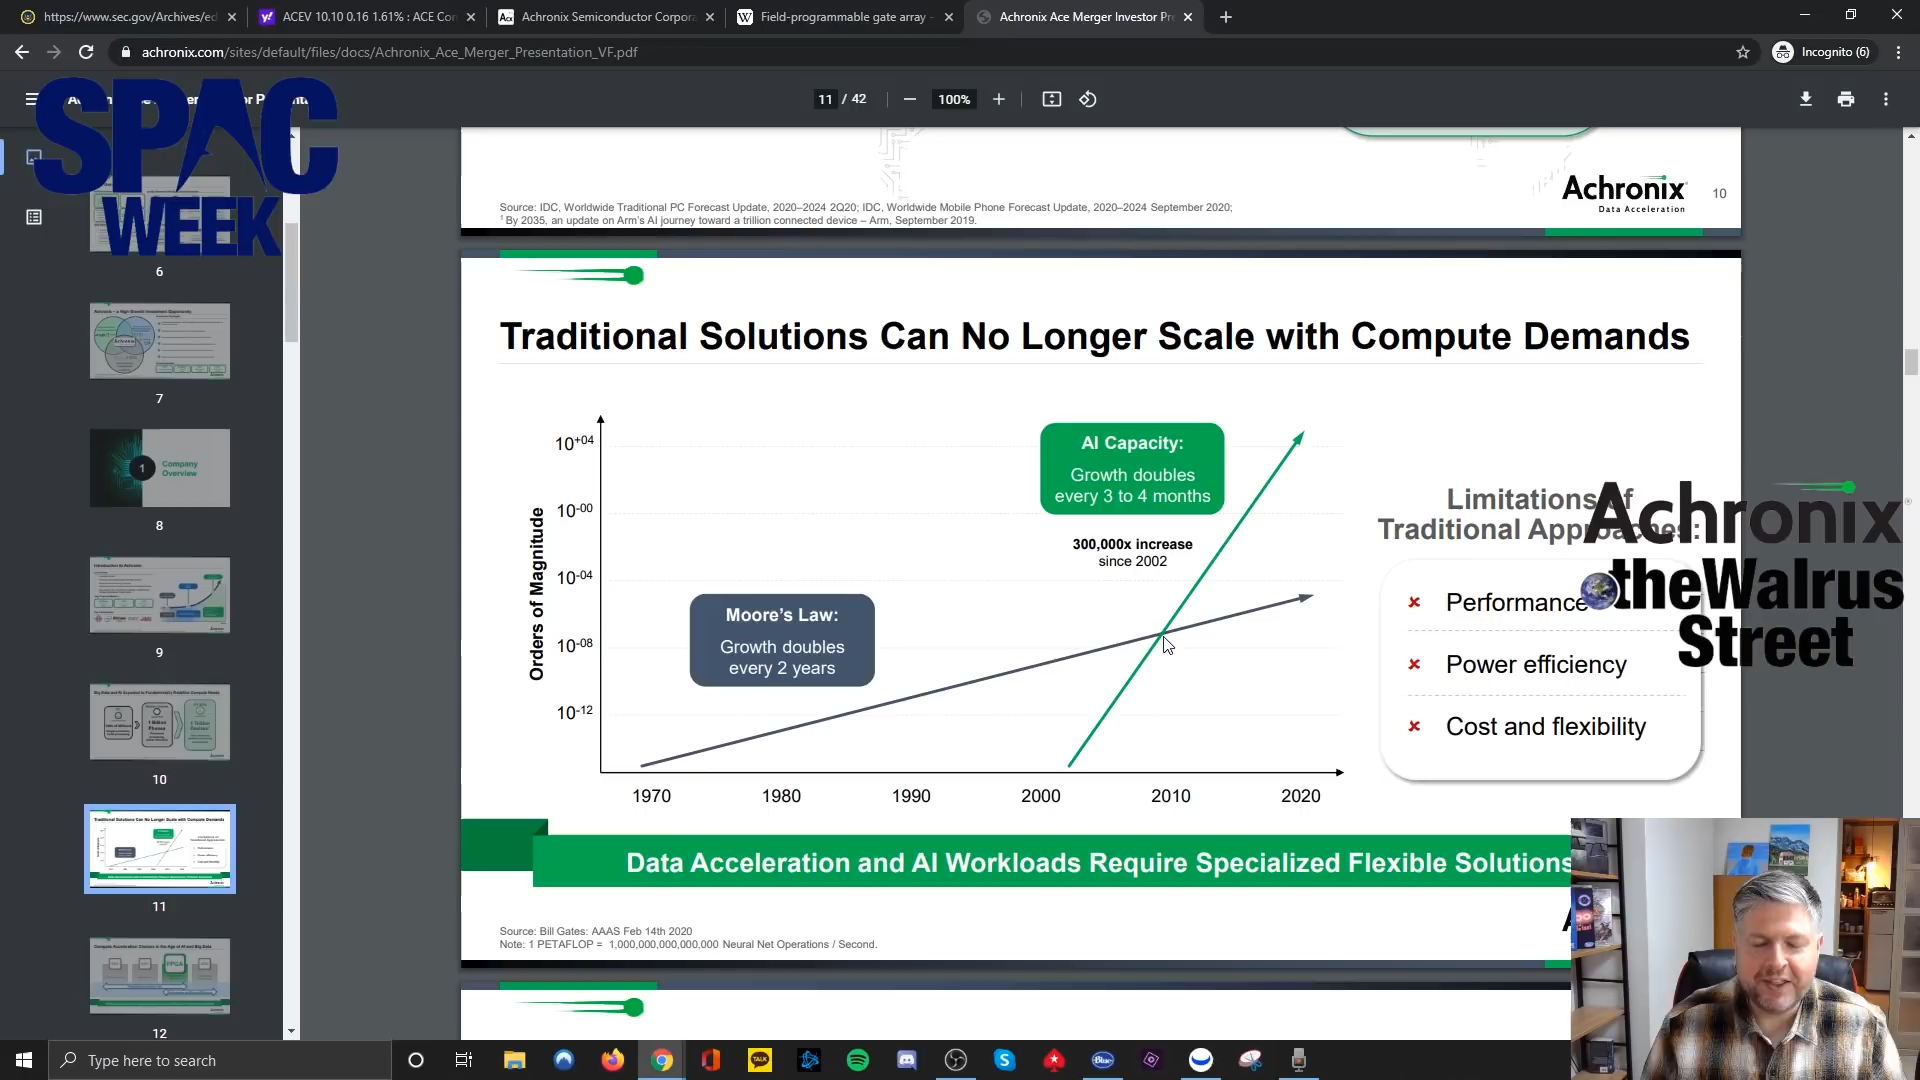 https://www.sec.gov/Archives/ed
ACEV 10.10 0.16 1.61% : ACE Con
Achronix Semiconductor Corpora
Field-programmable gate array -
Achronix Ace Merger Investor Pre
achronix.com/sites/default/files/docs/Achronix_Ace_Merger_Presentation_VF.pdf
Incognito (6)
11 / 42
100%
SPAC
WEEK
6
7
1
Company
Overview
8
9
10
11
12
Achronix
Data Acceleration
10
Source: IDC, Worldwide Traditional PC Forecast Update, 2020–2024 2Q20; IDC, Worldwide Mobile Phone Forecast Update, 2020–2024 September 2020;
1 By 2035, an update on Arm's AI journey toward a trillion connected device – Arm, September 2019.
Traditional Solutions Can No Longer Scale with Compute Demands
Orders of Magnitude
10+04
10-00
10-04
10-08
10-12
AI Capacity:
Growth doubles
every 3 to 4 months
300,000x increase
since 2002
Moore's Law:
Growth doubles
every 2 years
1970 1980 1990 2000 2010 2020
Limitations of
Traditional Approaches:
Performance
Power efficiency
Cost and flexibility
Achronix
theWalrus
Street
Data Acceleration and AI Workloads Require Specialized Flexible Solutions
Source: Bill Gates: AAAS Feb 14th 2020
Note: 1 PETAFLOP = 1,000,000,000,000,000 Neural Net Operations / Second.
Type here to search